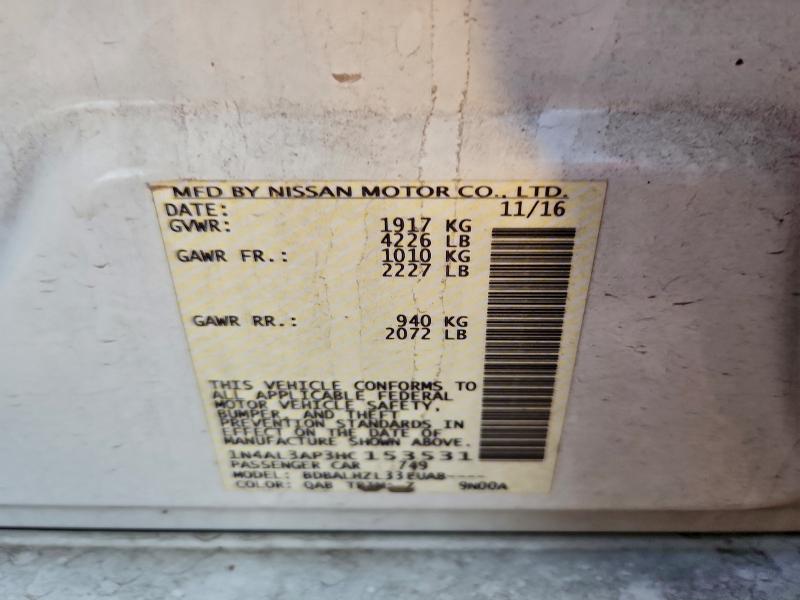 MFD BY NISSAN MOTOR CO., LTD.
DATE: 11/16
GVWR: 1917 KG
4226 LB
GAWR FR.: 1010 KG
2227 LB
GAWR RR.: 940 KG
2072 LB
THIS VEHICLE CONFORMS TO
ALL APPLICABLE FEDERAL
MOTOR VEHICLE SAFETY,
BUMPER, AND THEFT
PREVENTION STANDARDS IN
EFFECT ON THE DATE OF
MANUFACTURE SHOWN ABOVE.
1N4AL3AP3HC153531
PASSENGER CAR 749
MODEL: BDBALHZL33EUA8----
COLOR: QAB TRIM: 9N00A